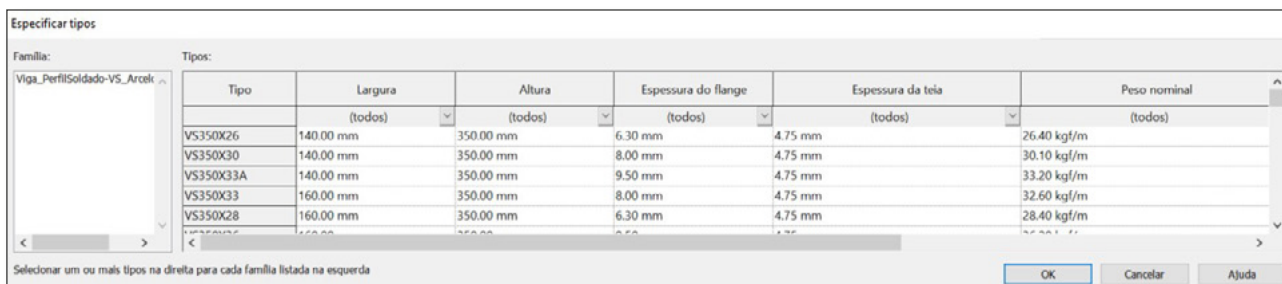 Especificar tipos
Família: Tipos:
Viga_PerfilSoldado-VS_Arcelc
Tipo Largura Altura Espessura do flange Espessura da teia Peso nominal
(todos) (todos) (todos) (todos) (todos)
VS350X26 140.00 mm 350.00 mm 6.30 mm 4.75 mm 26.40 kgf/m
VS350X30 140.00 mm 350.00 mm 8.00 mm 4.75 mm 30.10 kgf/m
VS350X33A 140.00 mm 350.00 mm 9.50 mm 4.75 mm 33.20 kgf/m
VS350X33 160.00 mm 350.00 mm 8.00 mm 4.75 mm 32.60 kgf/m
VS350X28 160.00 mm 350.00 mm 6.30 mm 4.75 mm 28.40 kgf/m
Selecionar um ou mais tipos na direita para cada família listada na esquerda
OK Cancelar Ajuda